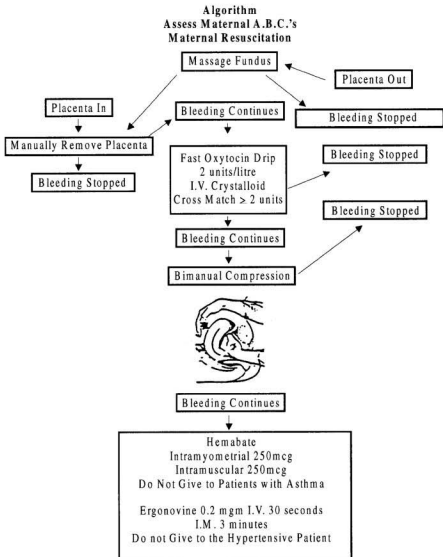 Algorithm
Assess Maternal A.B.C.'s
Maternal Resuscitation
Massage Fundus
Placenta Out
Placenta In
Bleeding Continues
Bleeding Stopped
Manually Remove Placenta
Bleeding Stopped
Fast Oxytocin Drip
2 units/litre
I.V. Crystalloid
Cross Match ≥ 2 units
Bleeding Stopped
Bleeding Stopped
Bleeding Continues
Bimanual Compression
Bleeding Continues
Hemabate
Intramyometrial 250mcg
Intramuscular 250mcg
Do Not Give to Patients with Asthma
Ergonovine 0.2 mgm I.V. 30 seconds
I.M. 3 minutes
Do not Give to the Hypertensive Patient